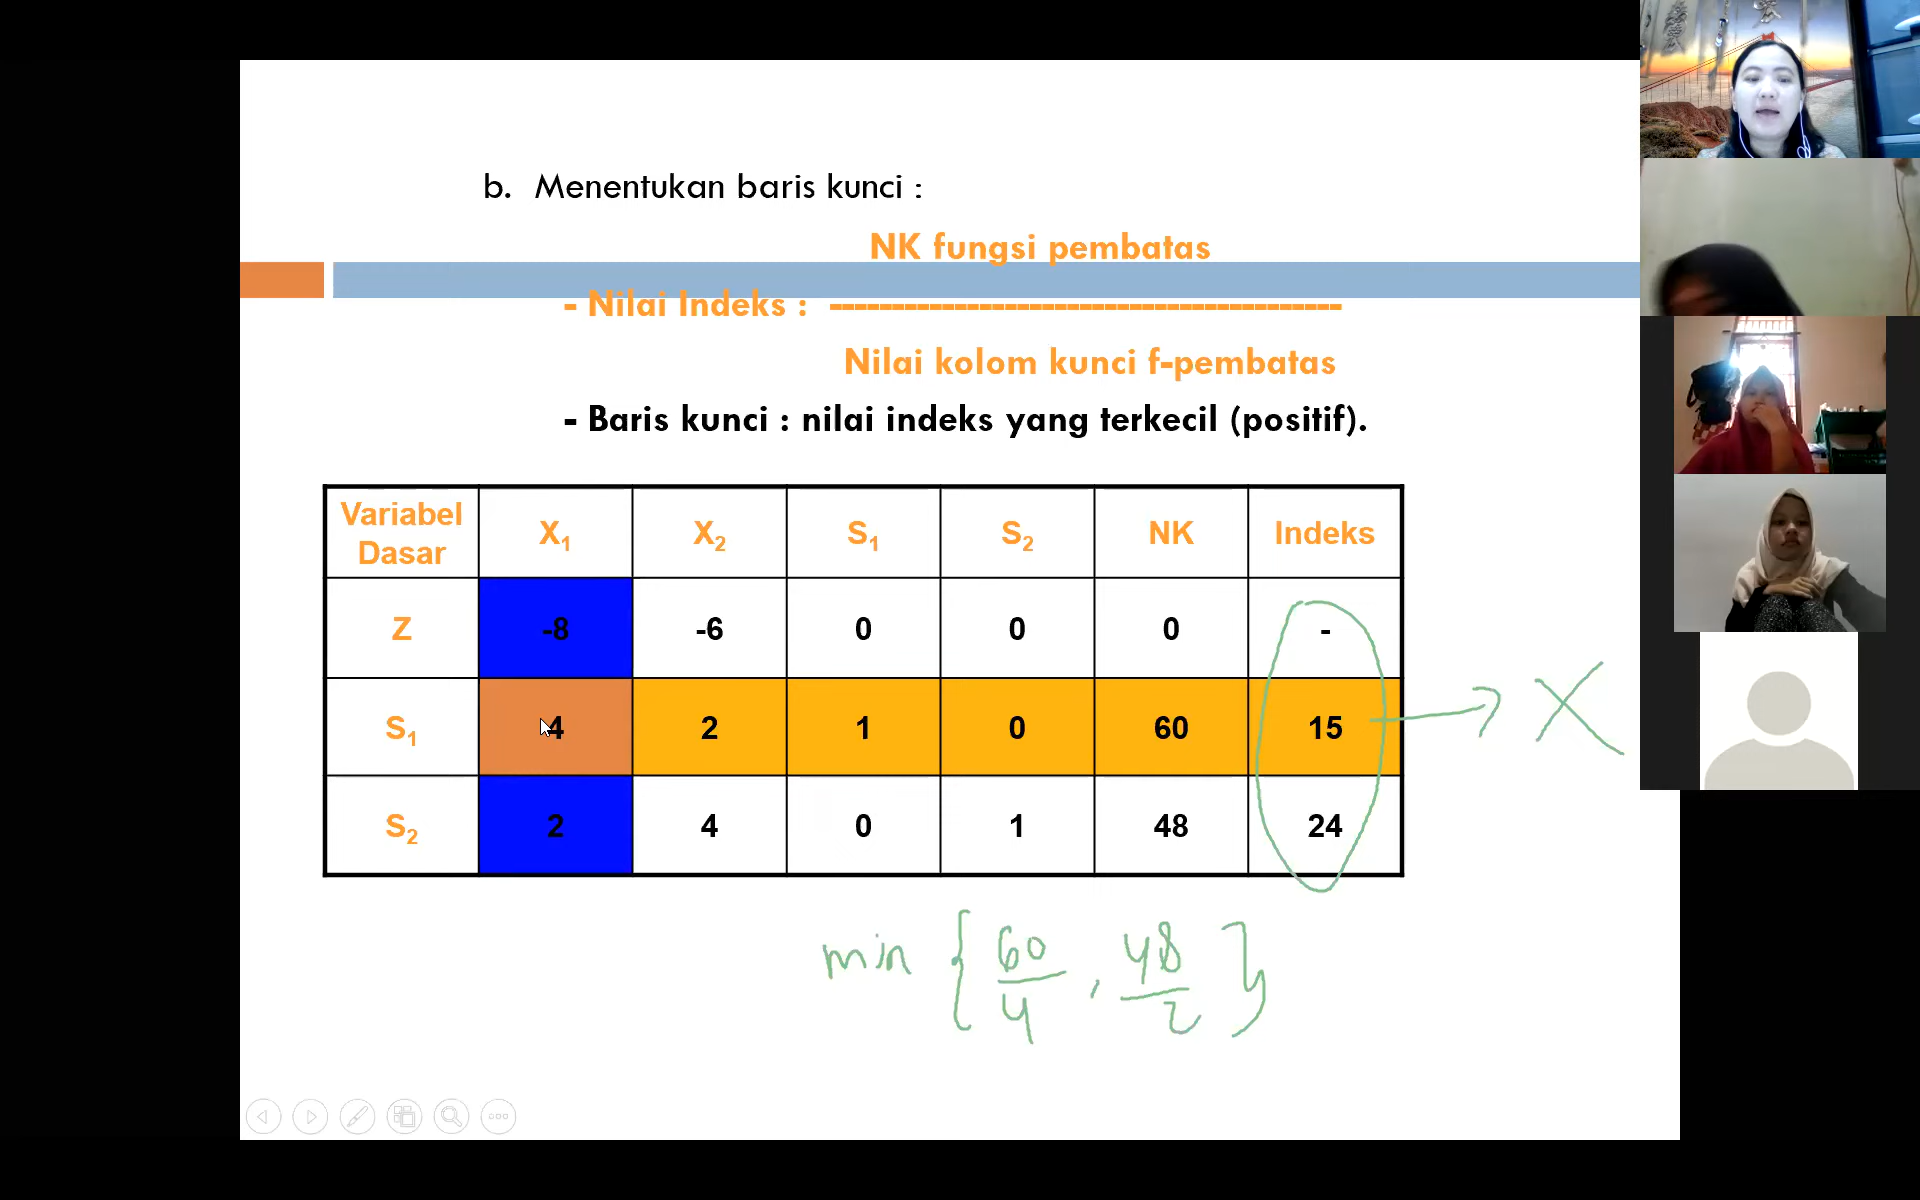 b. Menentukan baris kunci :
NK fungsi pembatas
- Nilai Indeks : -----------------------------------------
Nilai kolom kunci f-pembatas
- Baris kunci : nilai indeks yang terkecil (positif).
Variabel Dasar X₁ X₂ S₁ S₂ NK Indeks
Z -8 -6 0 0 0 -
S₁ 4 2 1 0 60 15 → X
S₂ 2 4 0 1 48 24
min { 60/4 , 48/2 }